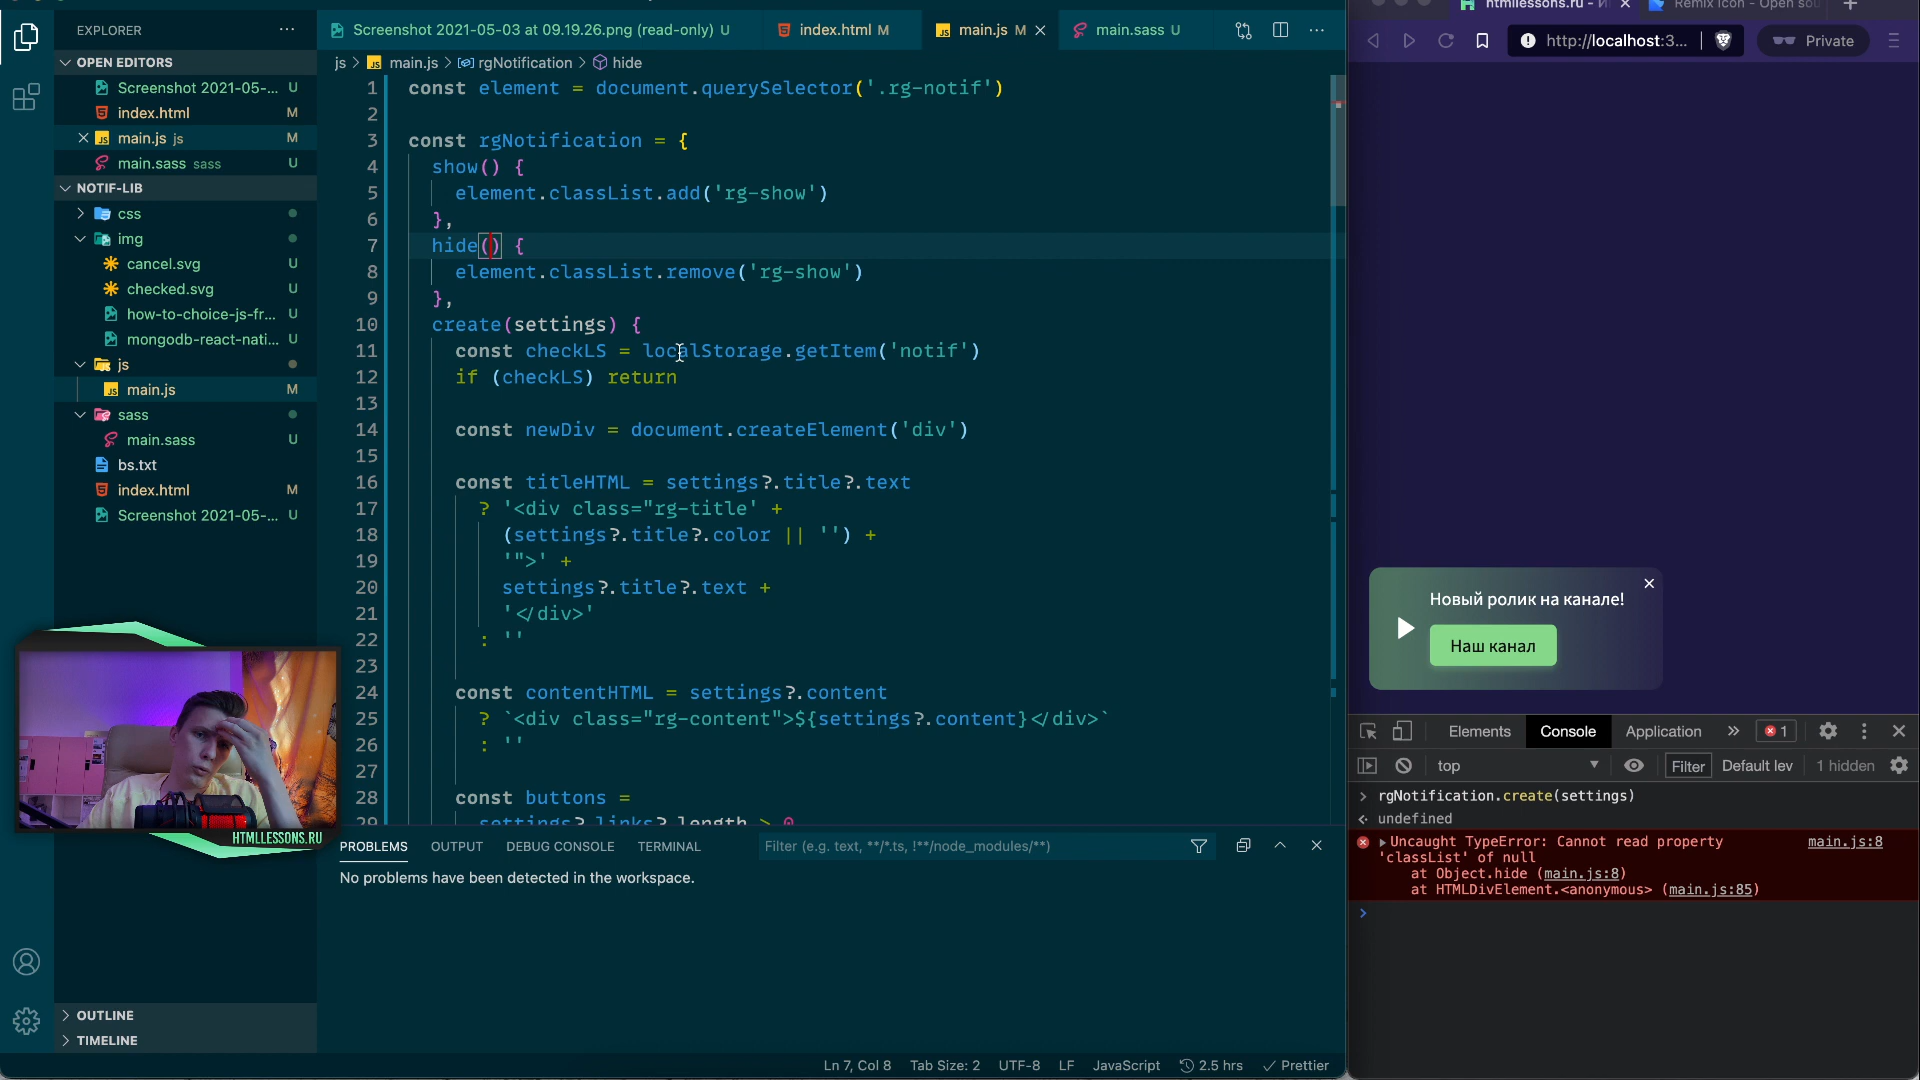 EXPLORER
OPEN EDITORS
Screenshot 2021-05-... U
index.html M
main.js js M
main.sass sass U
NOTIF-LIB
css
img
cancel.svg U
checked.svg U
how-to-choice-js-fr... U
mongodb-react-nati... U
js
main.js M
sass
main.sass U
bs.txt
index.html M
Screenshot 2021-05-... U
HTMLLESSONS.RU
OUTLINE
TIMELINE
Screenshot 2021-05-03 at 09.19.26.png (read-only) U
index.html M
main.js M
main.sass U
js > main.js > rgNotification > hide
1 const element = document.querySelector('.rg-notif')
2
3 const rgNotification = {
4 show() {
5 element.classList.add('rg-show')
6 },
7 hide() {
8 element.classList.remove('rg-show')
9 },
10 create(settings) {
11 const checkLS = localStorage.getItem('notif')
12 if (checkLS) return
13
14 const newDiv = document.createElement('div')
15
16 const titleHTML = settings?.title?.text
17 ? '<div class="rg-title' +
18 (settings?.title?.color || '') +
19 '">' +
20 settings?.title?.text +
21 '</div>'
22 : ''
23
24 const contentHTML = settings?.content
25 ? `<div class="rg-content">${settings?.content}</div>`
26 : ''
27
28 const buttons =
29 settings?.links?.length > 0
PROBLEMS OUTPUT DEBUG CONSOLE TERMINAL
Filter (e.g. text, **/*.ts, !**/node_modules/**)
No problems have been detected in the workspace.
Ln 7, Col 8 Tab Size: 2 UTF-8 LF JavaScript 2.5 hrs Prettier
htmllessons.ru -
Remix Icon - Open sou
http://localhost:3... Private
Новый ролик на канале!
Наш канал
Elements Console Application » 1
top Filter Default lev 1 hidden
> rgNotification.create(settings)
undefined
Uncaught TypeError: Cannot read property main.js:8
'classList' of null
at Object.hide (main.js:8)
at HTMLDivElement.<anonymous> (main.js:85)
>